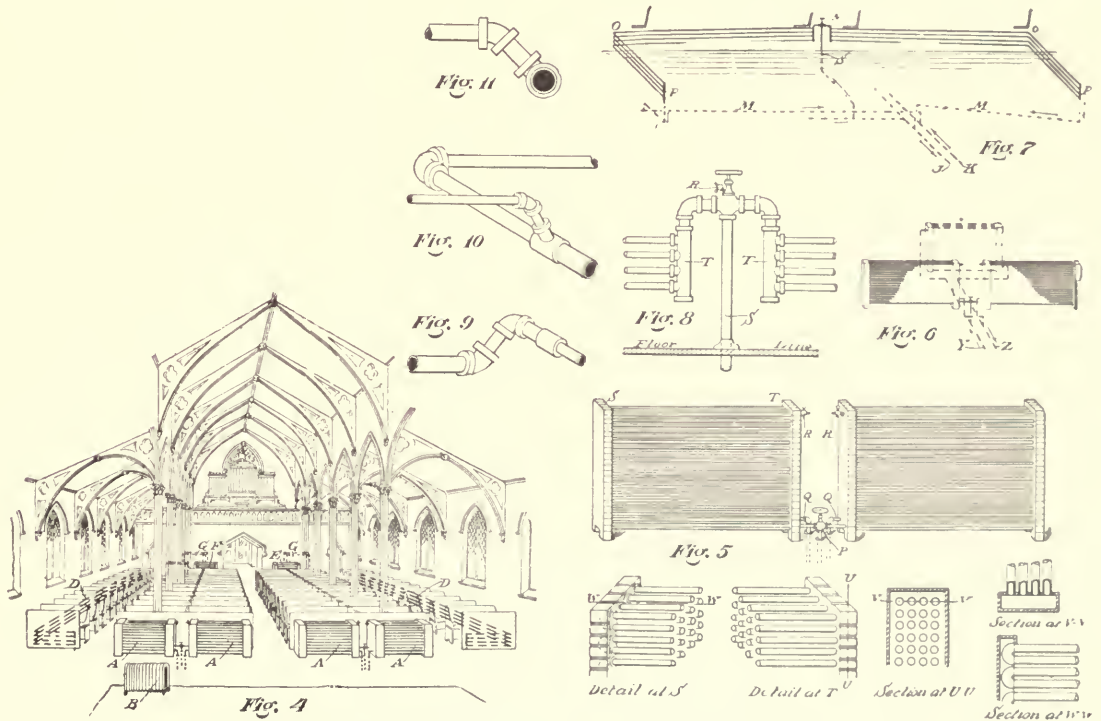 Fig. 11
O
O
S
P
M
M
P
Fig. 7
J K
Fig. 10
R
T T
S
Fig. 8
Floor Line
Fig. 6
Y Z
Fig. 9
S T
R R
P
Fig. 5
G F
F G
D D
A A A A
B
Fig. 4
W W
Detail at S
U
U
Detail at T
V V
Section at U U
Section at V-V
Section at W W